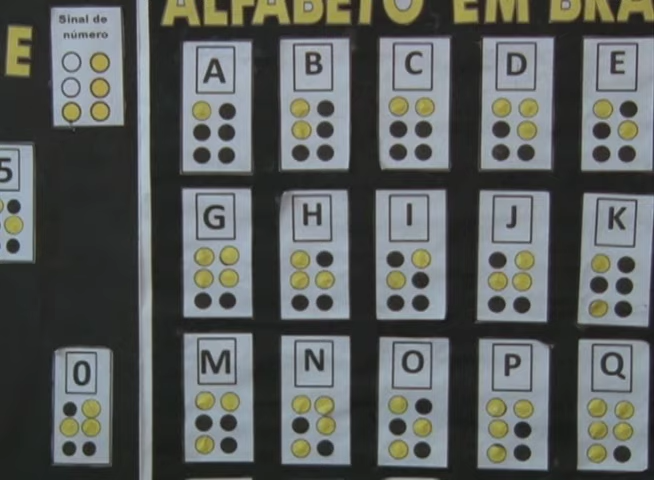 ALFABETO EM BRA
E
Sinal de
número
A B C D E
5
G H I J K
0
M N O P Q